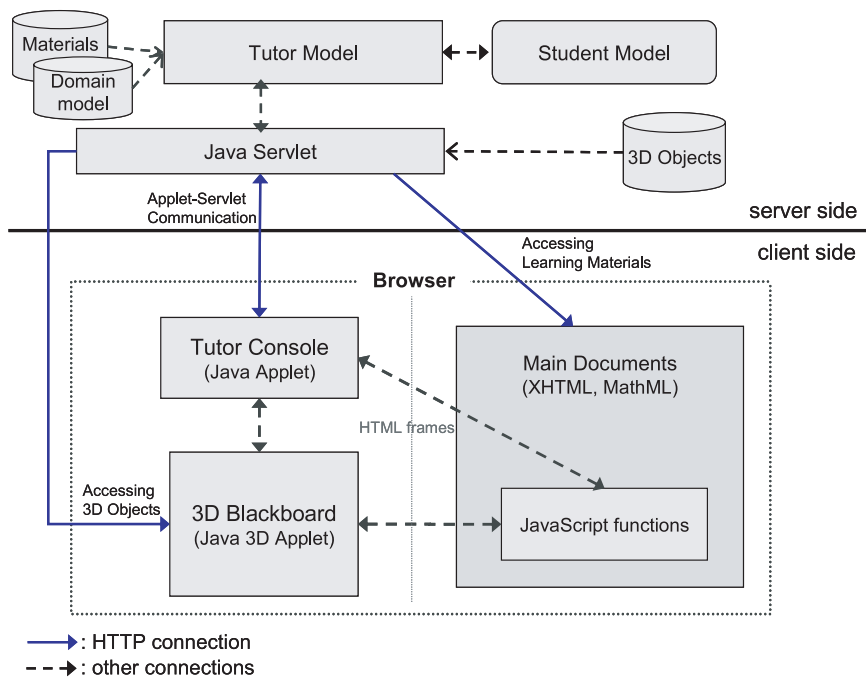 Materials
Domain
model
Tutor Model
Student Model
Java Servlet
3D Objects
Applet-Servlet
Communication
server side
client side
Accessing
Learning Materials
Browser
Tutor Console
(Java Applet)
Main Documents
(XHTML, MathML)
HTML frames
Accessing
3D Objects
3D Blackboard
(Java 3D Applet)
JavaScript functions
: HTTP connection
: other connections